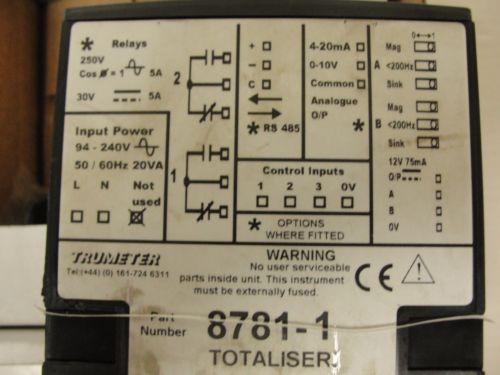 * Relays
250V
Cos ø = 1 5A
30V 5A
2
Input Power
94 - 240V
50 / 60Hz 20VA
L N Not used
1
+
-
C
* RS 485
4-20mA
0-10V
Common
Analogue
* O/P
Control Inputs
1 2 3 0V
* OPTIONS
WHERE FITTED
0 1
Mag
A <200Hz
Sink
Mag
B <200Hz
Sink
12V 75mA
O/P
A
B
0V
TRUMETER
Tel:(+44) (0) 161-724 6311
WARNING
No user serviceable
parts inside unit. This instrument
must be externally fused.
CE
!
Part
Number
8781-1
TOTALISER